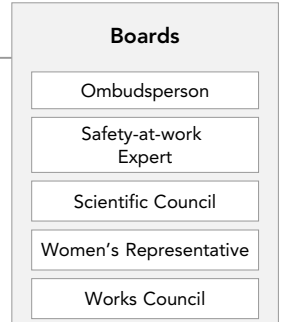 Boards
Ombudsperson
Safety-at-work
Expert
Scientific Council
Women's Representative
Works Council